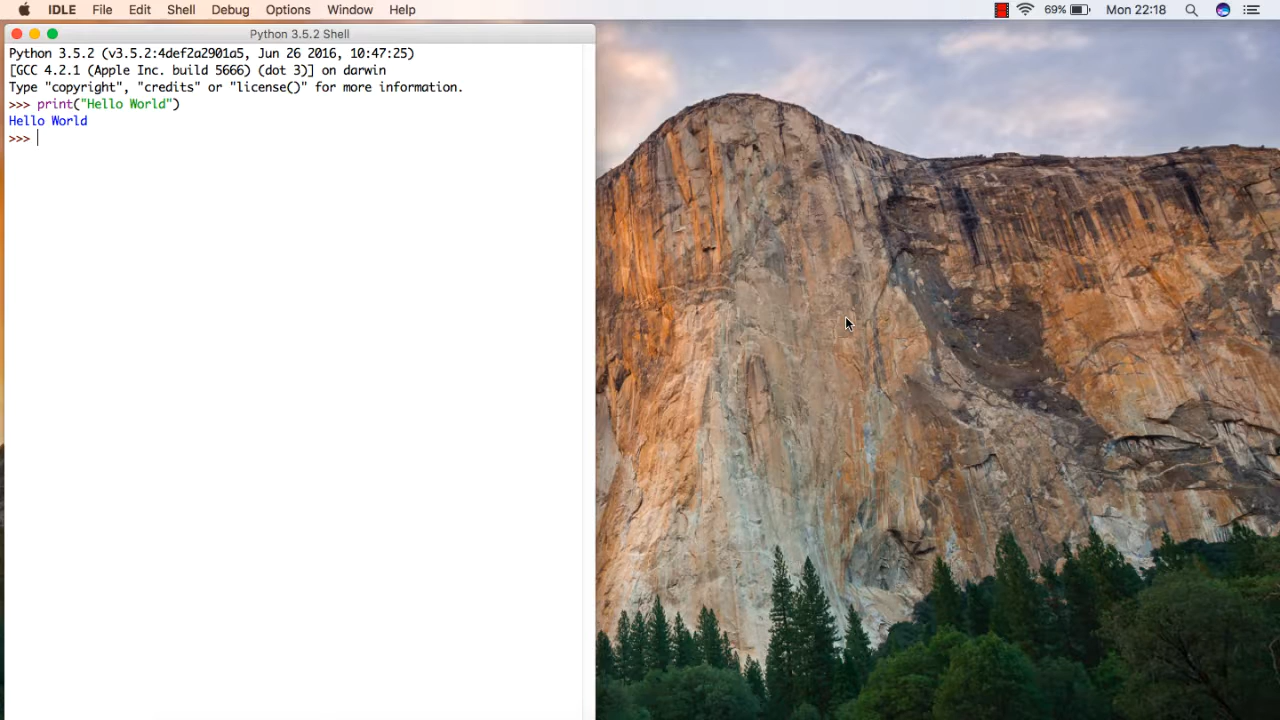 IDLE File Edit Shell Debug Options Window Help 69% Mon 22:18
Python 3.5.2 Shell
Python 3.5.2 (v3.5.2:4def2a2901a5, Jun 26 2016, 10:47:25)
[GCC 4.2.1 (Apple Inc. build 5666) (dot 3)] on darwin
Type "copyright", "credits" or "license()" for more information.
>>> print("Hello World")
Hello World
>>>